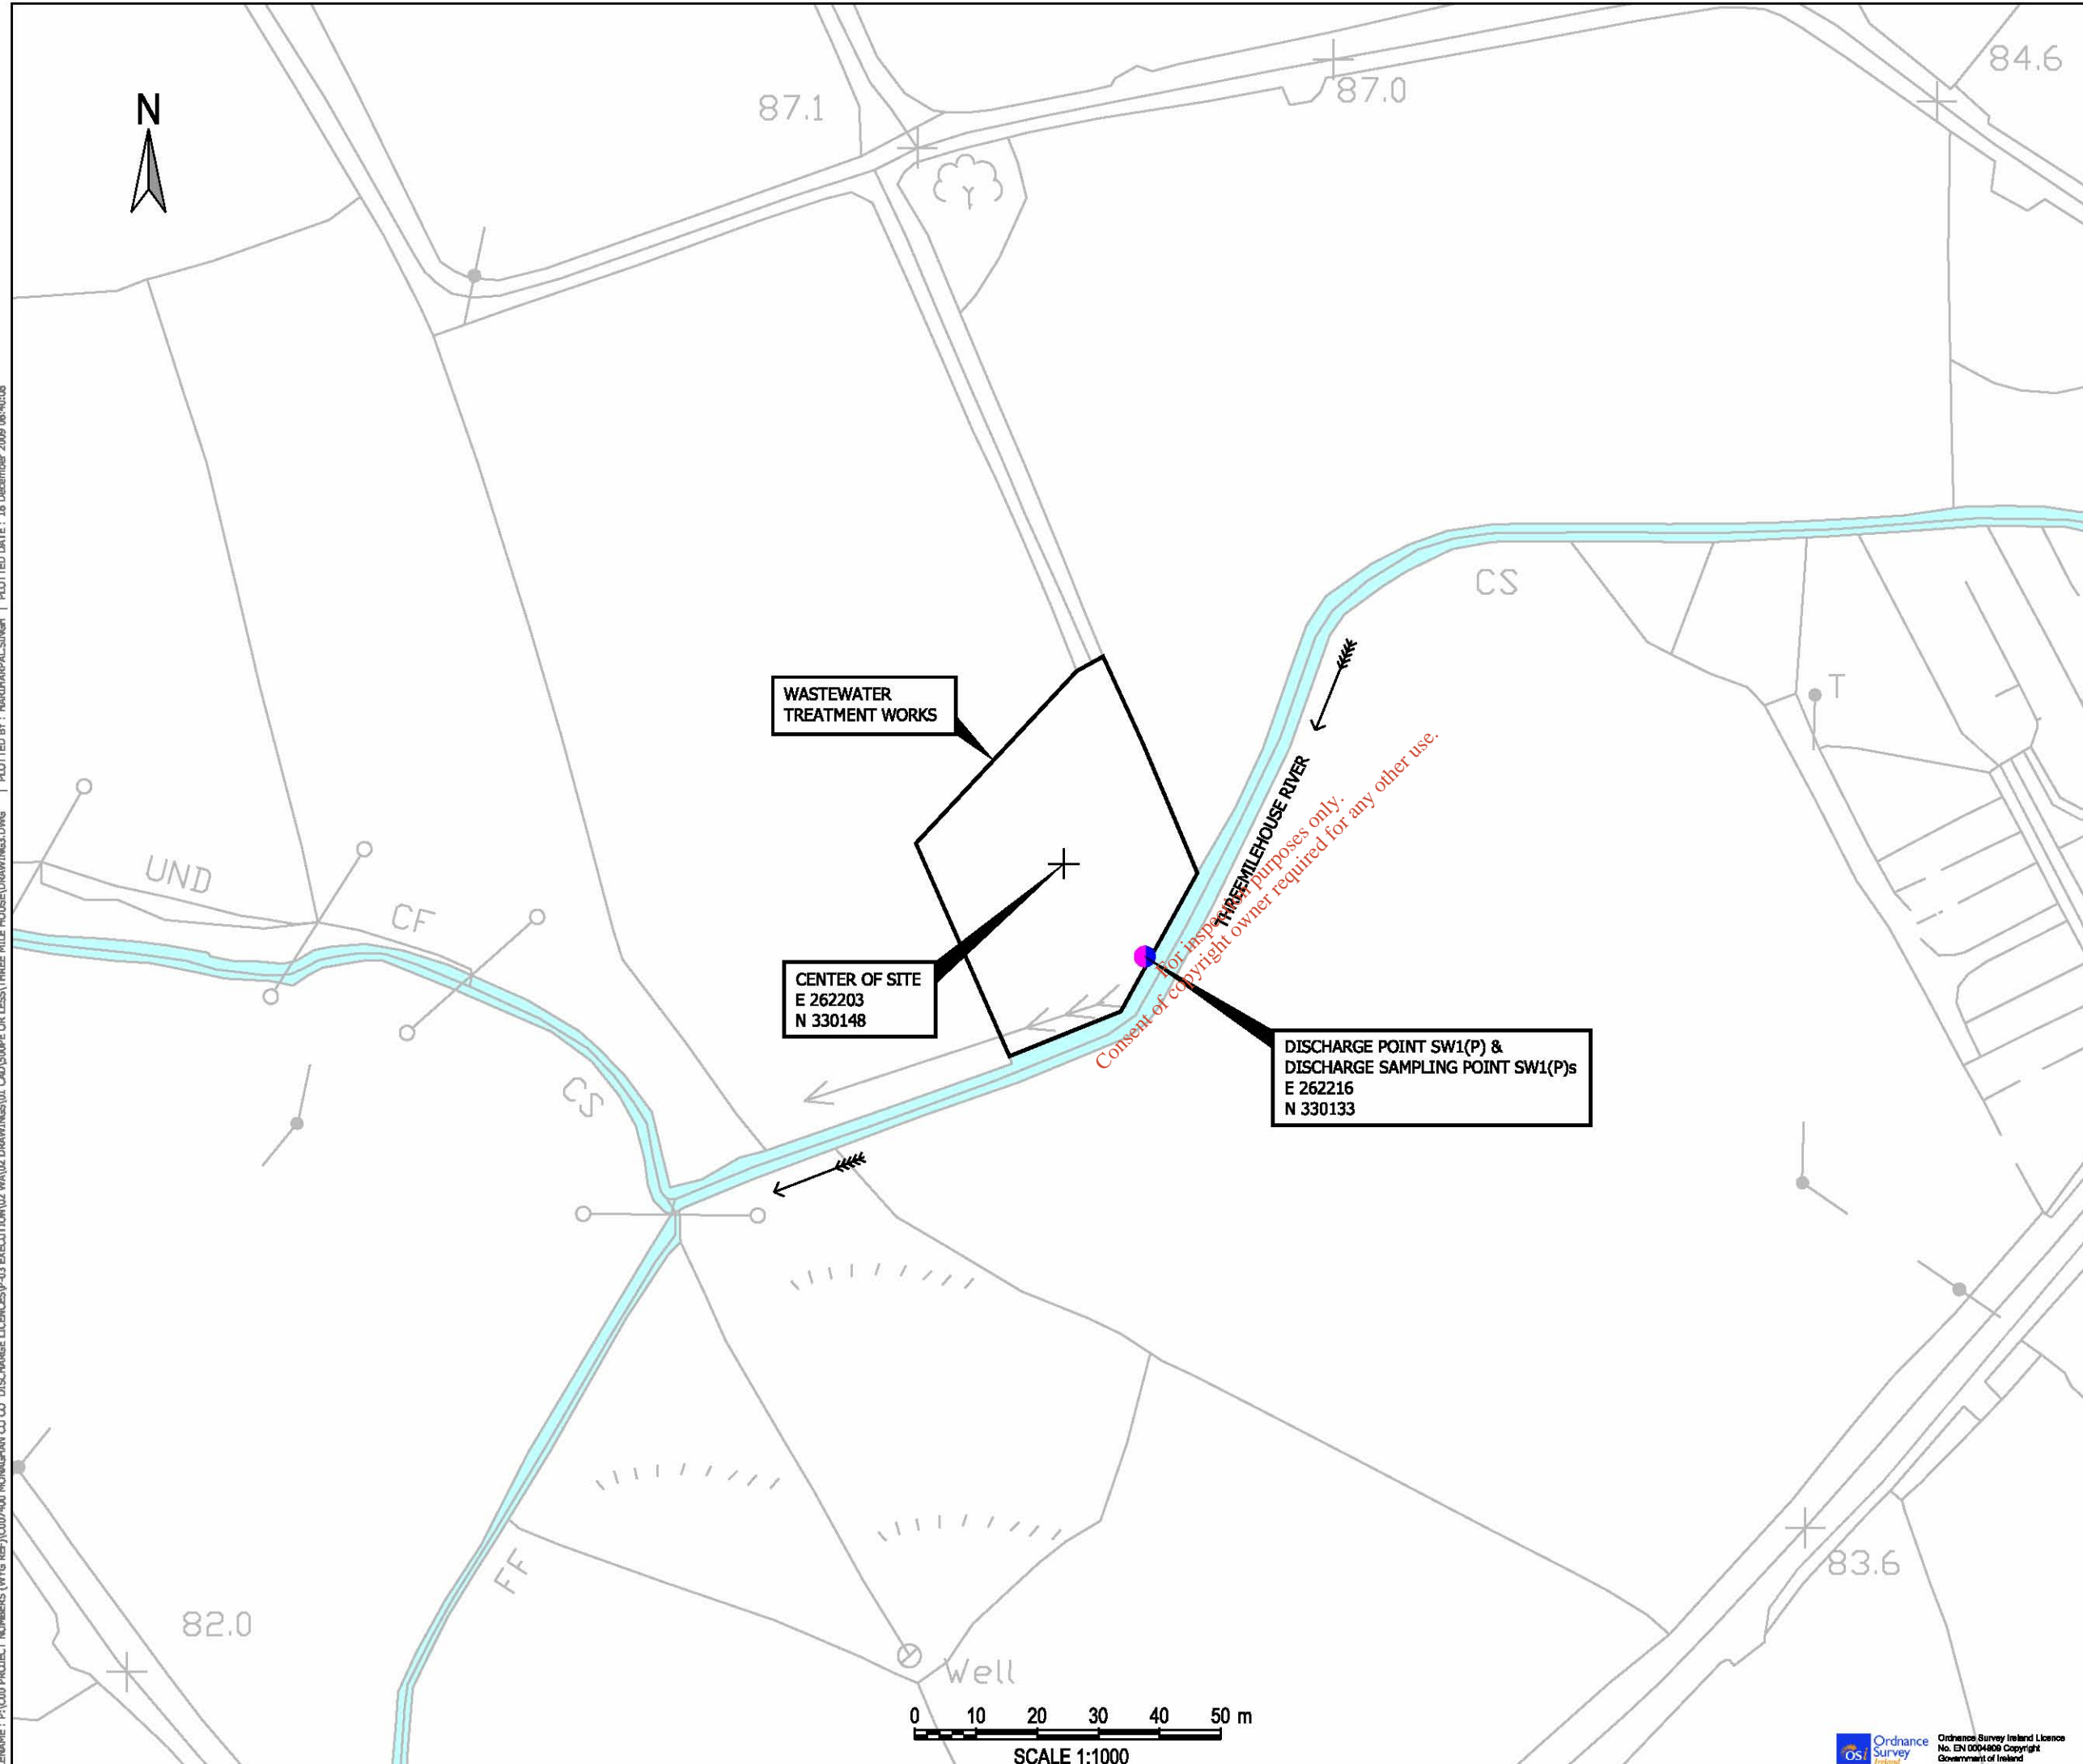 84.6
87.0
87.1
N
CS
WASTEWATER
TREATMENT WORKS
T
THREEMILEHOUSE RIVER
For inspection purposes only.
Consent of copyright owner required for any other use.
UND
CF
CENTER OF SITE
E 262203
N 330148
DISCHARGE POINT SW1(P) &
DISCHARGE SAMPLING POINT SW1(P)s
E 262216
N 330133
CS
FF
83.6
82.0
Well
0 10 20 30 40 50 m
SCALE 1:1000
Osi
Ordnance
Survey
Ireland
Ordnance Survey Ireland Licence
No. EN 0004809 Copyright
Government of Ireland